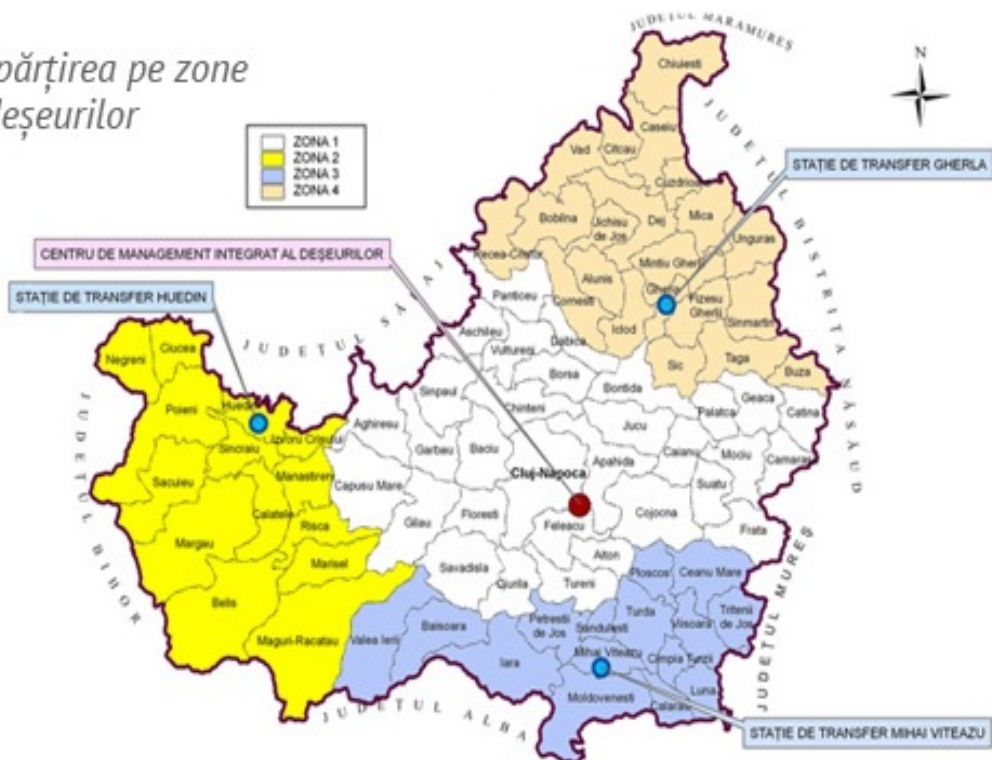 părțirea pe zone
deșeurilor
ZONA 1
ZONA 2
ZONA 3
ZONA 4
N
JUDEȚUL MARAMUREȘ
JUDEȚUL BISTRIȚA NĂSĂUD
JUDEȚUL SĂLAJ
JUDEȚUL BIHOR
JUDEȚUL ALBA
JUDEȚUL MUREȘ
STAȚIE DE TRANSFER GHERLA
CENTRU DE MANAGEMENT INTEGRAT AL DEȘEURILOR
STAȚIE DE TRANSFER HUEDIN
STAȚIE DE TRANSFER MIHAI VITEAZU
Chiuiesti
Caseiu
Vad
Citcau
Cuzdrioara
Bobilna
Jichisu
de Jos
Dej
Mica
Unguras
Recea-Cristur
Mintiu Gherlii
Alunis
Gherla
Fizesu
Gherlii
Cornesti
Iclod
Sinmartin
Sic
Taga
Buza
Panticeu
Aschileu
Vultureni
Dabica
Borsa
Bontida
Sinpaul
Chinteni
Jucu
Palatca
Geaca
Catina
Aghiresu
Garbau
Baciu
Apahida
Caianu
Mociu
Camaras
Capusu Mare
Cluj-Napoca
Suatu
Gilau
Floresti
Feleacu
Cojocna
Frata
Savadisla
Ciurila
Aiton
Tureni
Negreni
Ciucea
Poieni
Huedin
Izvoru Crisului
Sincraiu
Sacuieu
Manastireni
Calatele
Risca
Margau
Marisel
Belis
Maguri-Racatau
Valea Ierii
Baisoara
Iara
Petrestii
de Jos
Sandulesti
Turda
Ploscos
Ceanu Mare
Viisoara
Tritenii
de Jos
Mihai Viteazu
Cimpia Turzii
Moldovenesti
Luna
Calarasi